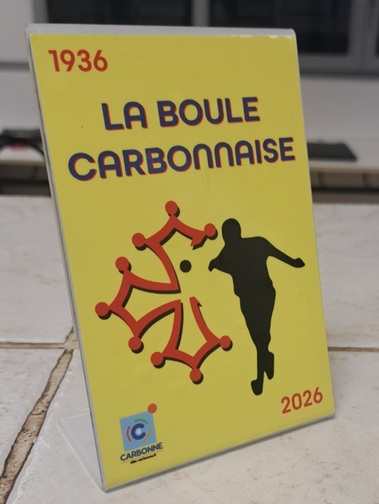 1936
LA BOULE
CARBONNAISE
2026
CARBONNE